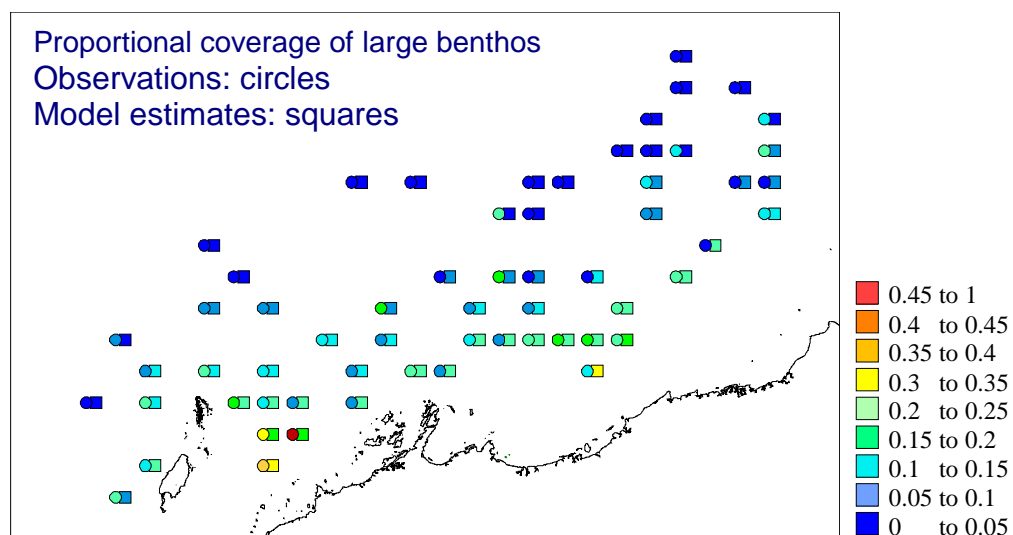 Proportional coverage of large benthos
Observations: circles
Model estimates: squares
0.45 to 1
0.4 to 0.45
0.35 to 0.4
0.3 to 0.35
0.2 to 0.25
0.15 to 0.2
0.1 to 0.15
0.05 to 0.1
0 to 0.05